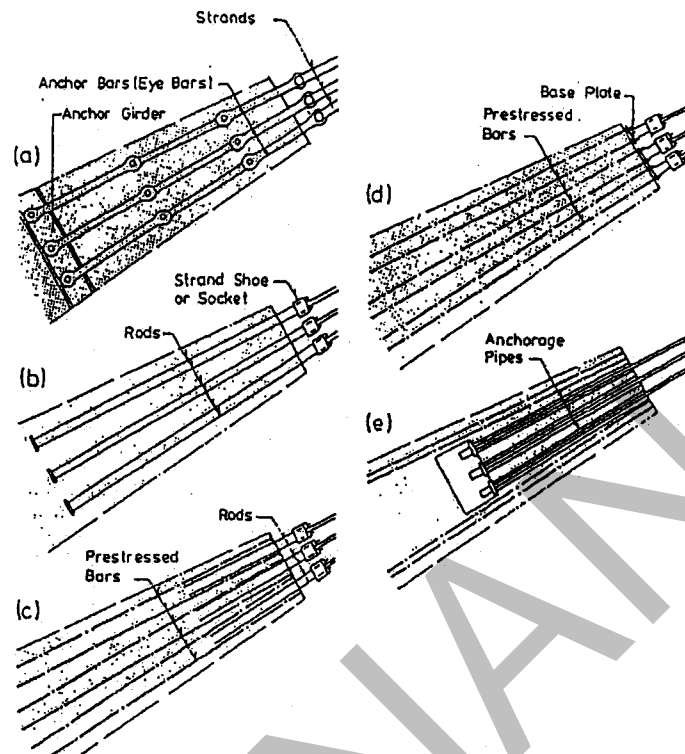 Strands
Anchor Bars (Eye Bars)
Anchor Girder
(a)
Strand Shoe
or Socket
Rods
(b)
Rods
Prestressed
Bars
(c)
Base Plate
Prestressed
Bars
(d)
Anchorage
Pipes
(e)